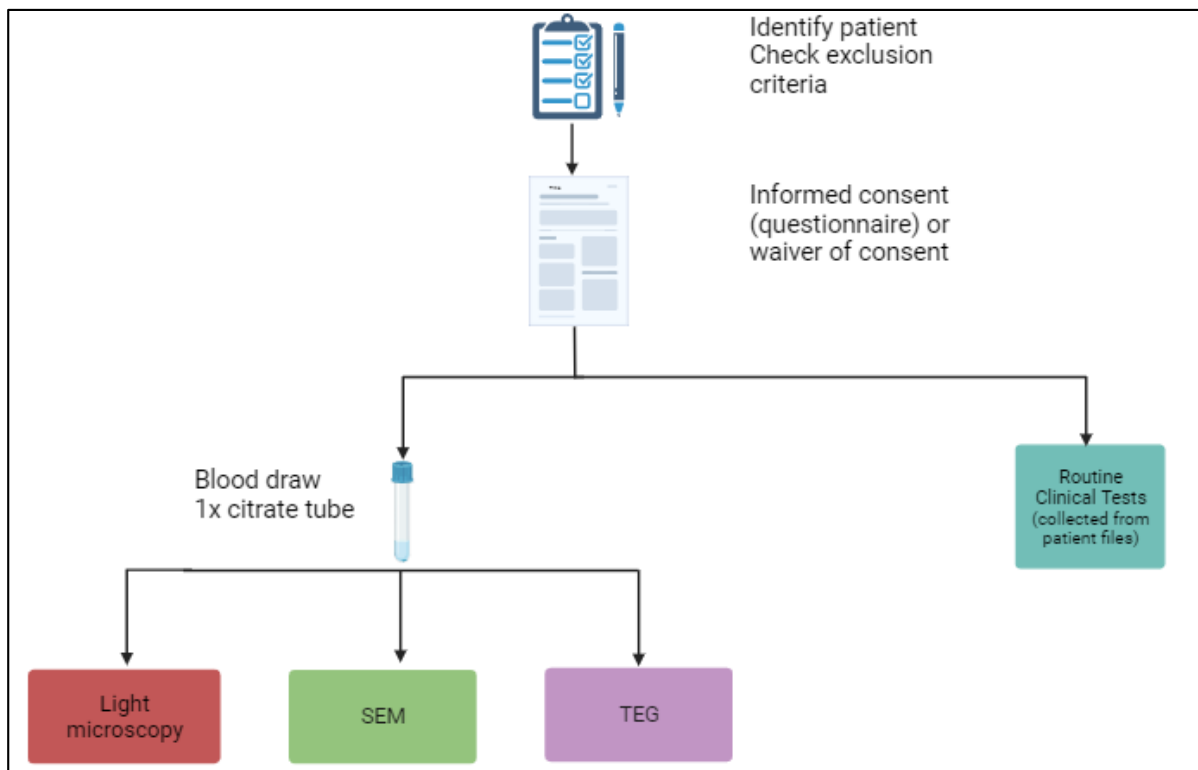 Identify patient
Check exclusion
criteria
Informed consent
(questionnaire) or
waiver of consent
Blood draw
1x citrate tube
Routine
Clinical Tests
(collected from
patient files)
Light
microscopy
SEM
TEG